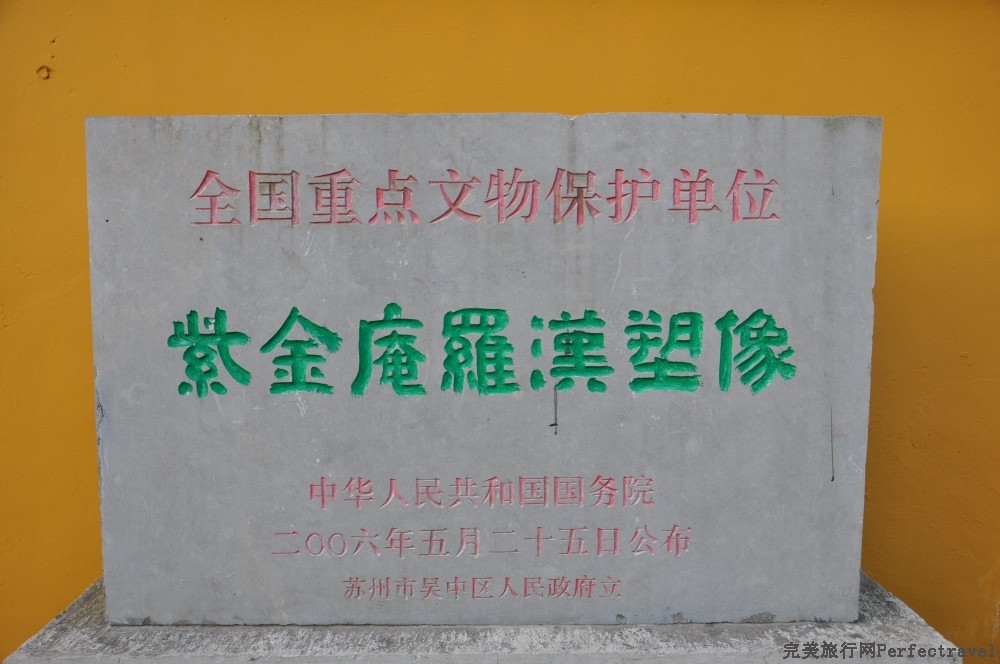 全国重点文物保护单位
紫金庵羅漢塑像
中华人民共和国国务院
二〇〇六年五月二十五日公布
苏州市吴中区人民政府立
完美旅行网Perfectravel